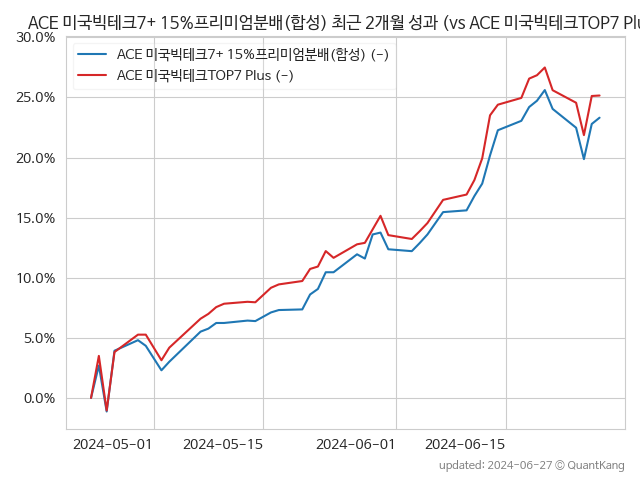 ACE 미국빅테크7+ 15%프리미엄분배(합성) 최근 2개월 성과 (vs ACE 미국빅테크TOP7 Pl
30.0%
ACE 미국빅테크7+ 15%프리미엄분배(합성) (-)
ACE 미국빅테크TOP7 Plus (-)
25.0%
20.0%
15.0%
10.0%
5.0%
0.0%
2024-05-01 2024-05-15 2024-06-01 2024-06-15
updated: 2024-06-27 © QuantKang